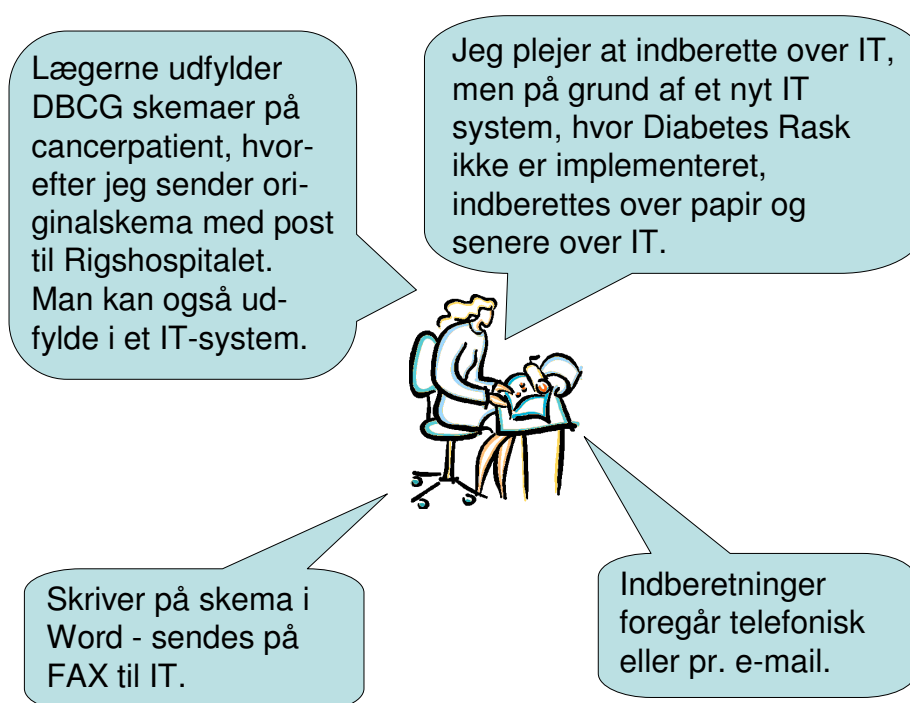 Lægerne udfylder
DBCG skemaer på
cancerpatient, hvor-
efter jeg sender ori-
ginalskema med post
til Rigshospitalet.
Man kan også ud-
fylde i et IT-system.
Jeg plejer at indberette over IT,
men på grund af et nyt IT
system, hvor Diabetes Rask
ikke er implementeret,
indberettes over papir og
senere over IT.
Skriver på skema i
Word - sendes på
FAX til IT.
Indberetninger
foregår telefonisk
eller pr. e-mail.